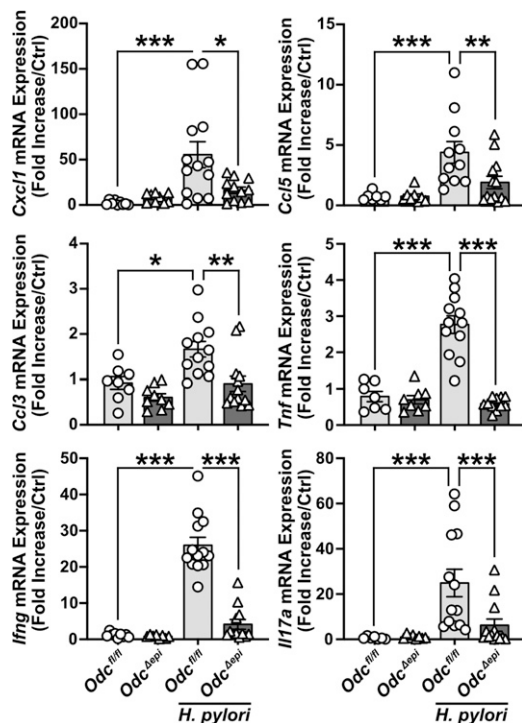 Cxcl1 mRNA Expression
(Fold Increase/Ctrl)
200
150
100
50
0
***
*
Ccl5 mRNA Expression
(Fold Increase/Ctrl)
15
10
5
0
***
**
Ccl3 mRNA Expression
(Fold Increase/Ctrl)
4
3
2
1
0
*
**
Tnf mRNA Expression
(Fold Increase/Ctrl)
5
4
3
2
1
0
***
***
Ifng mRNA Expression
(Fold Increase/Ctrl)
50
40
30
20
10
0
***
***
Il17a mRNA Expression
(Fold Increase/Ctrl)
80
60
40
20
0
***
***
Odcfl/fl
OdcΔepi
Odcfl/fl
OdcΔepi
H. pylori
Odcfl/fl
OdcΔepi
Odcfl/fl
OdcΔepi
H. pylori